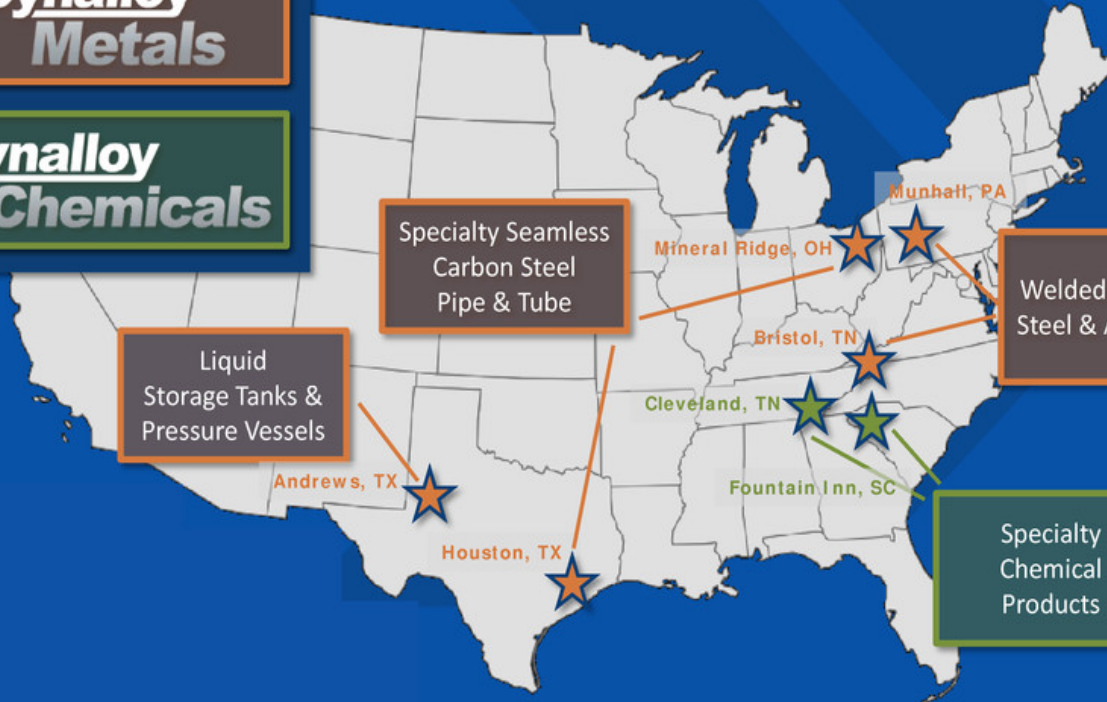 Metals
Chemicals
Munhall, PA
Specialty Seamless
Carbon Steel
Pipe & Tube
Mineral Ridge, OH
Welded
Steel &
Bristol, TN
Liquid
Storage Tanks &
Pressure Vessels
Cleveland, TN
Andrews, TX
Fountain Inn, SC
Houston, TX
Specialty
Chemical
Products